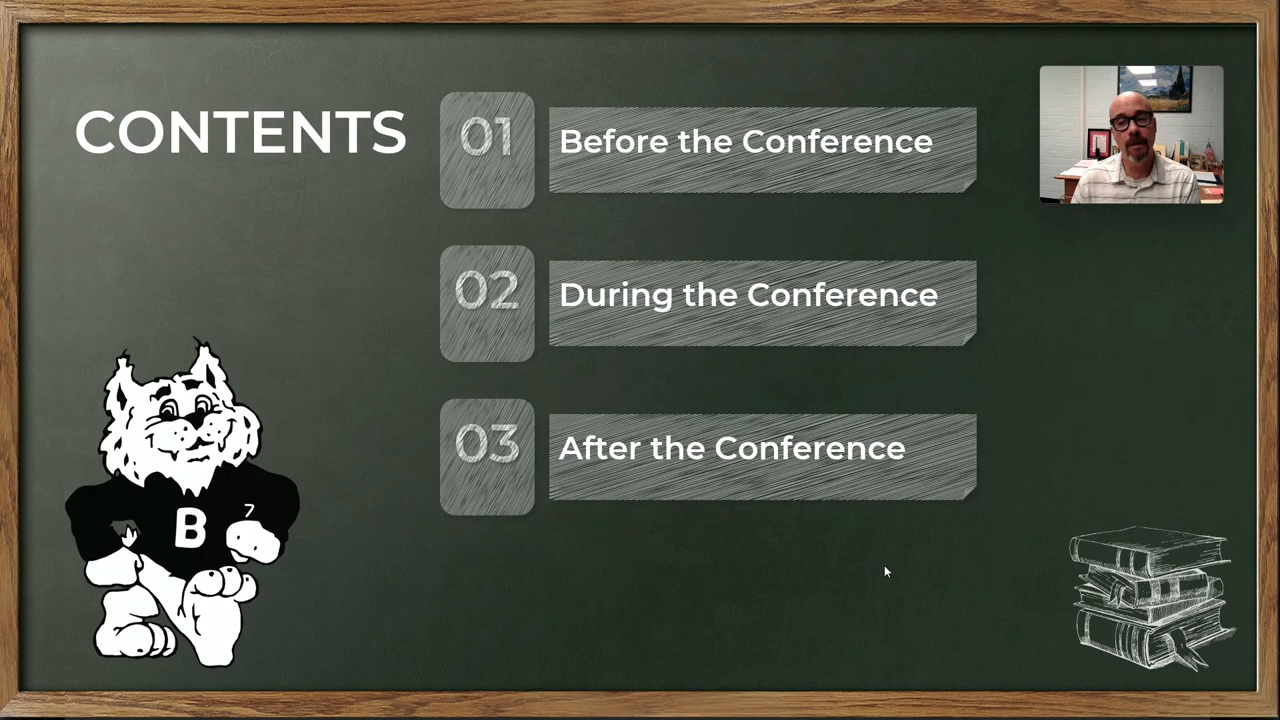 CONTENTS
01
Before the Conference
02
During the Conference
03
After the Conference
B
7